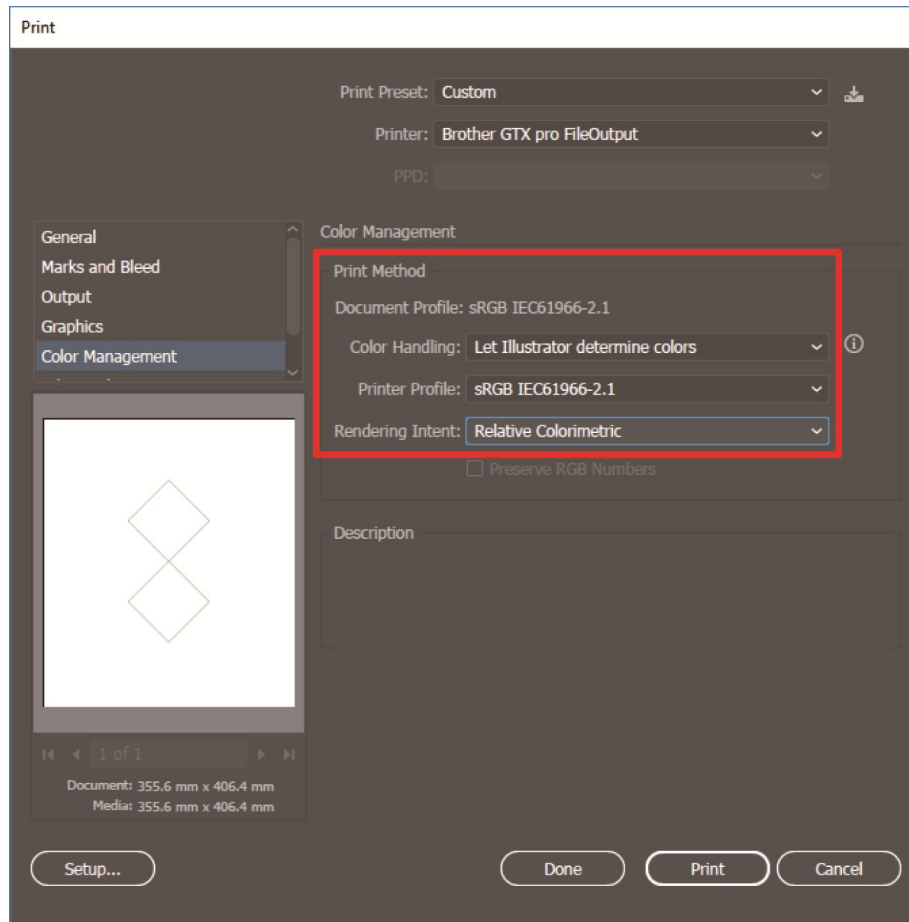 Print
Print Preset: Custom
Printer: Brother GTX pro FileOutput
PPD:
General
Marks and Bleed
Output
Graphics
Color Management
Color Management
Print Method
Document Profile: sRGB IEC61966-2.1
Color Handling: Let Illustrator determine colors
Printer Profile: sRGB IEC61966-2.1
Rendering Intent: Relative Colorimetric
Preserve RGB Numbers
Description
1 of 1
Document: 355.6 mm x 406.4 mm
Media: 355.6 mm x 406.4 mm
Setup...
Done
Print
Cancel